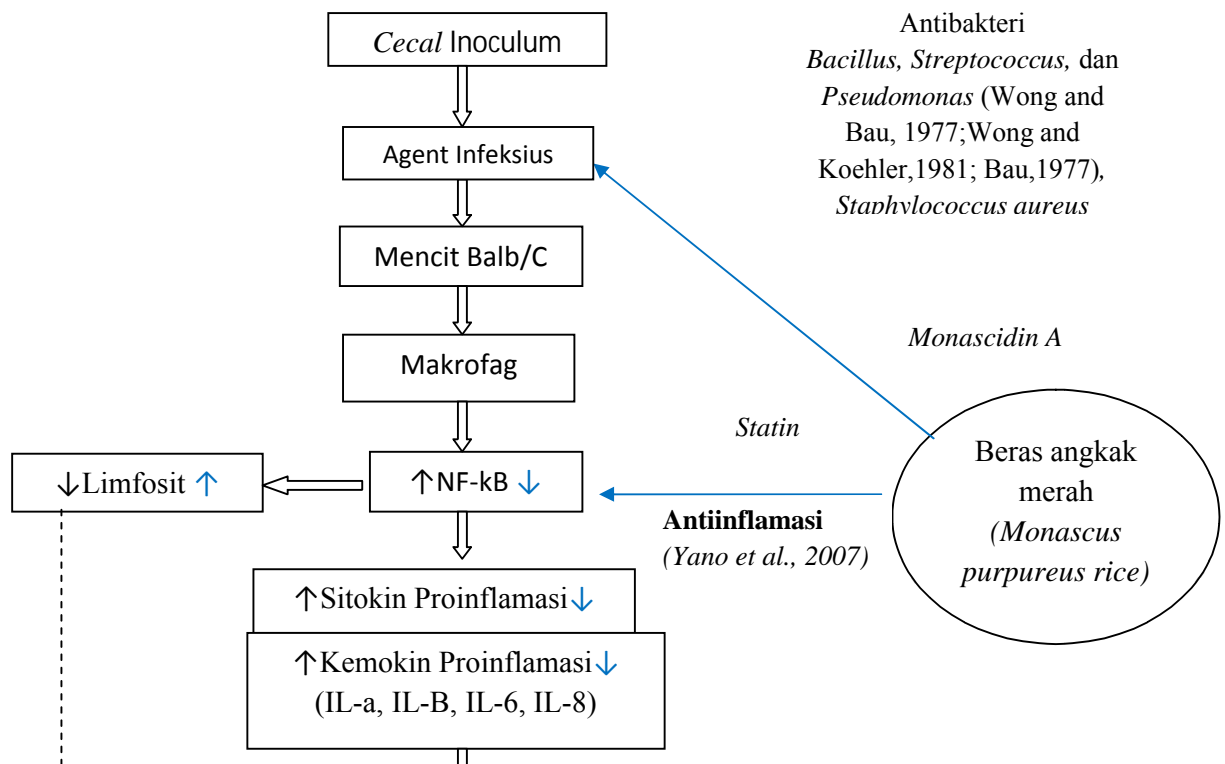 Cecal Inoculum
Agent Infeksius
Mencit Balb/C
Makrofag
↓Limfosit ↑
↑NF-kB ↓
↑Sitokin Proinflamasi↓
↑Kemokin Proinflamasi↓
(IL-a, IL-B, IL-6, IL-8)
Antibakteri
Bacillus, Streptococcus, dan
Pseudomonas (Wong and
Bau, 1977;Wong and
Koehler,1981; Bau,1977),
Staphylococcus aureus
Monascidin A
Statin
Antiinflamasi
(Yano et al., 2007)
Beras angkak
merah
(Monascus
purpureus rice)